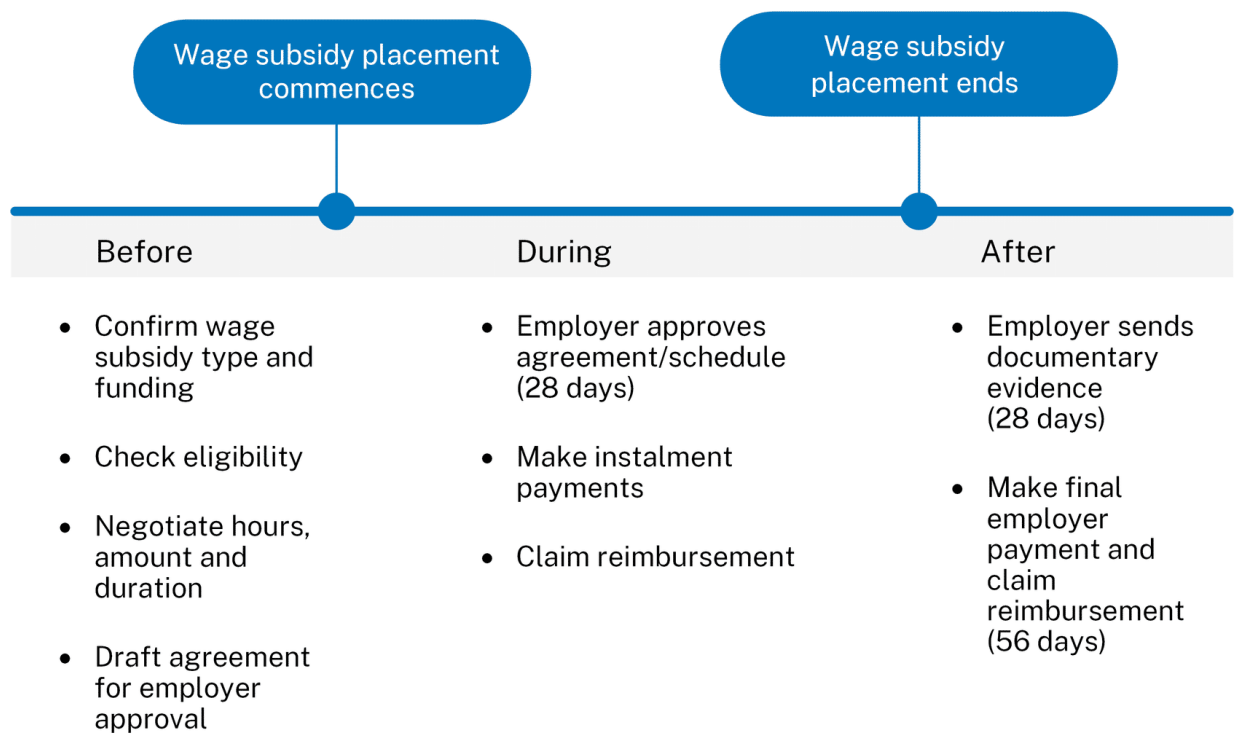 Wage subsidy placement
commences
Wage subsidy
placement ends
Before
During
After
• Confirm wage
subsidy type and
funding
• Check eligibility
• Negotiate hours,
amount and
duration
• Draft agreement
for employer
approval
• Employer approves
agreement/schedule
(28 days)
• Make instalment
payments
• Claim reimbursement
• Employer sends
documentary
evidence
(28 days)
• Make final
employer
payment and
claim
reimbursement
(56 days)